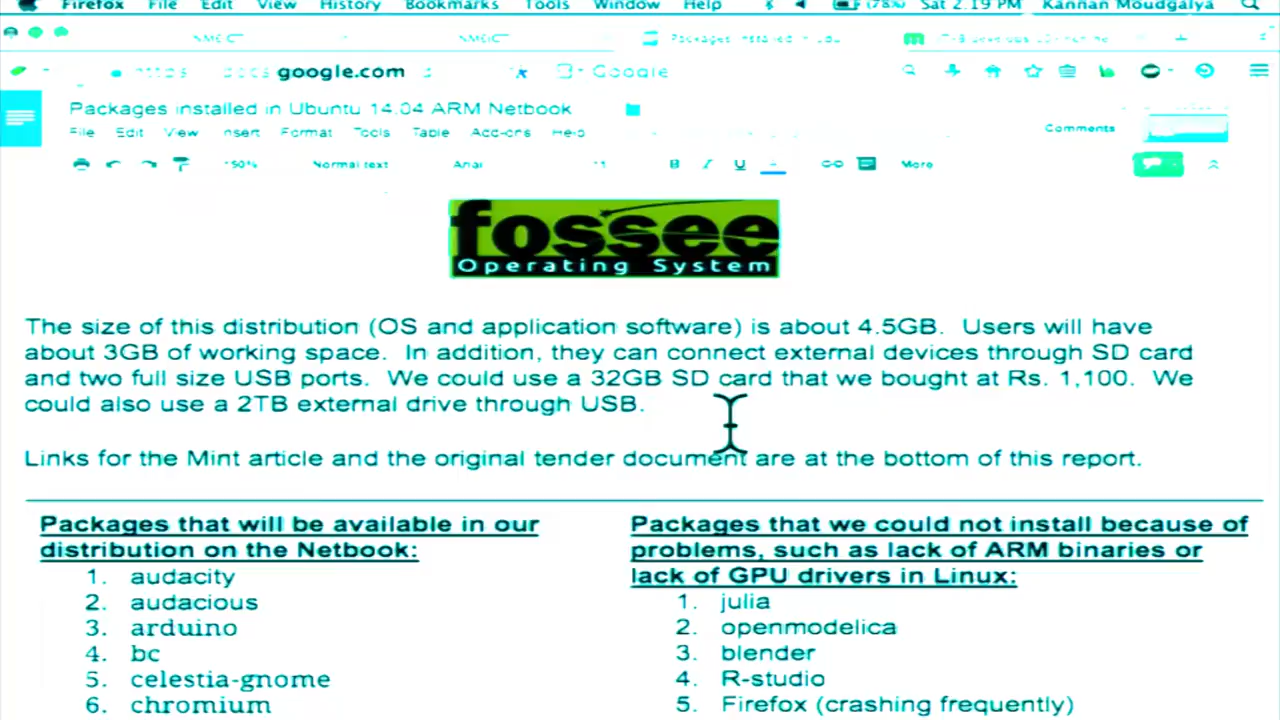 Firefox File Edit View History Bookmarks Tools Window Help (78%) Sat 2:19 PM Kannan Moudgalya
Packages installed in Ubu
google.com Google
Packages installed in Ubuntu 14.04 ARM Netbook
File Edit View Insert Format Tools Table Add-ons Help Comments
150% Normal text Arial 11 B I U More
fossee
Operating System
The size of this distribution (OS and application software) is about 4.5GB. Users will have
about 3GB of working space. In addition, they can connect external devices through SD card
and two full size USB ports. We could use a 32GB SD card that we bought at Rs. 1,100. We
could also use a 2TB external drive through USB.
Links for the Mint article and the original tender document are at the bottom of this report.
Packages that will be available in our
distribution on the Netbook:
1. audacity
2. audacious
3. arduino
4. bc
5. celestia-gnome
6. chromium
Packages that we could not install because of
problems, such as lack of ARM binaries or
lack of GPU drivers in Linux:
1. julia
2. openmodelica
3. blender
4. R-studio
5. Firefox (crashing frequently)